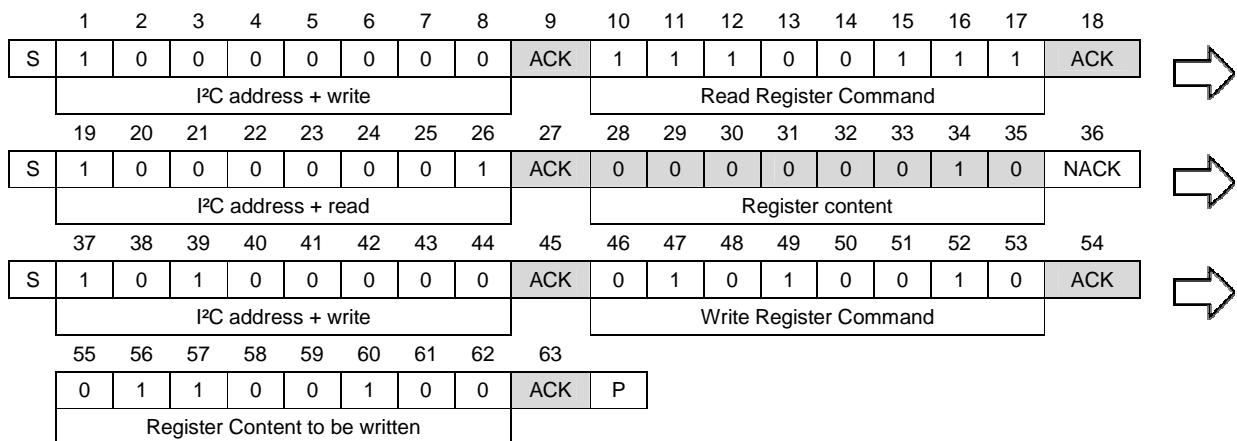 1 2 3 4 5 6 7 8 9 10 11 12 13 14 15 16 17 18
S 1 0 0 0 0 0 0 0 ACK 1 1 1 0 0 1 1 1 ACK
I²C address + write Read Register Command
19 20 21 22 23 24 25 26 27 28 29 30 31 32 33 34 35 36
S 1 0 0 0 0 0 0 1 ACK 0 0 0 0 0 0 1 0 NACK
I²C address + read Register content
37 38 39 40 41 42 43 44 45 46 47 48 49 50 51 52 53 54
S 1 0 1 0 0 0 0 0 ACK 0 1 0 1 0 0 1 0 ACK
I²C address + write Write Register Command
55 56 57 58 59 60 61 62 63
0 1 1 0 0 1 0 0 ACK P
Register Content to be written